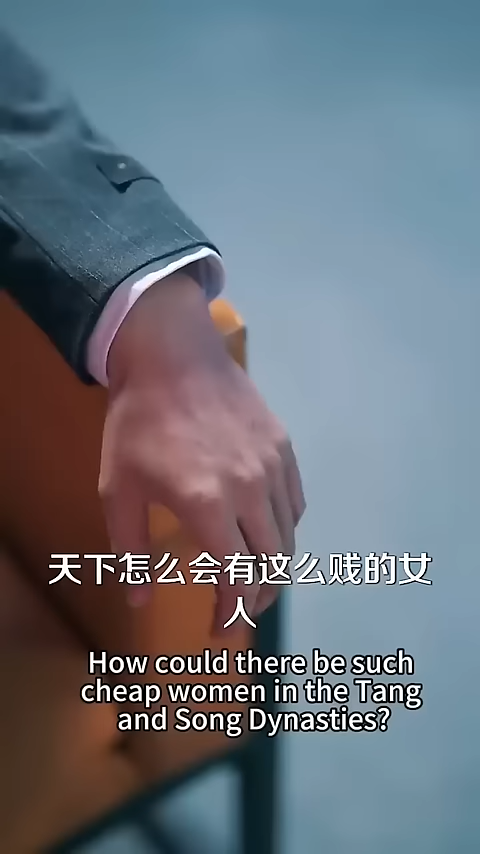 天下怎么会有这么贱的女
人
How could there be such
cheap women in the Tang
and Song Dynasties?